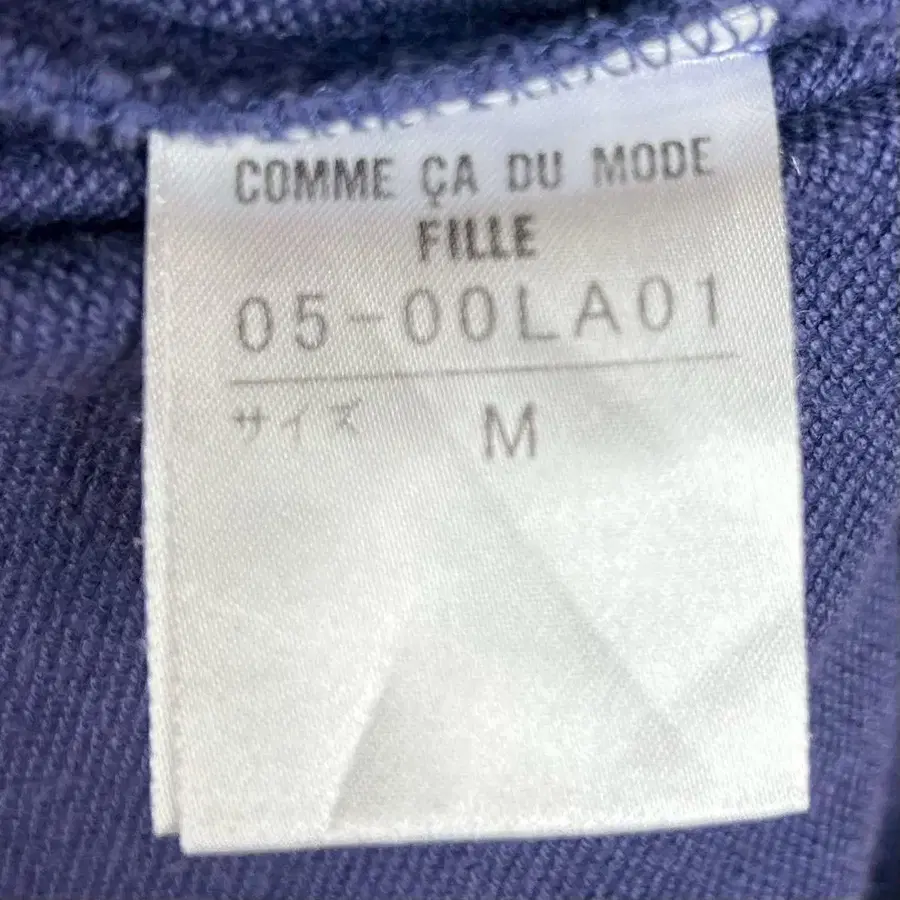 COMME ÇA DU MODE
FILLE
05-00LA01
サイズ M